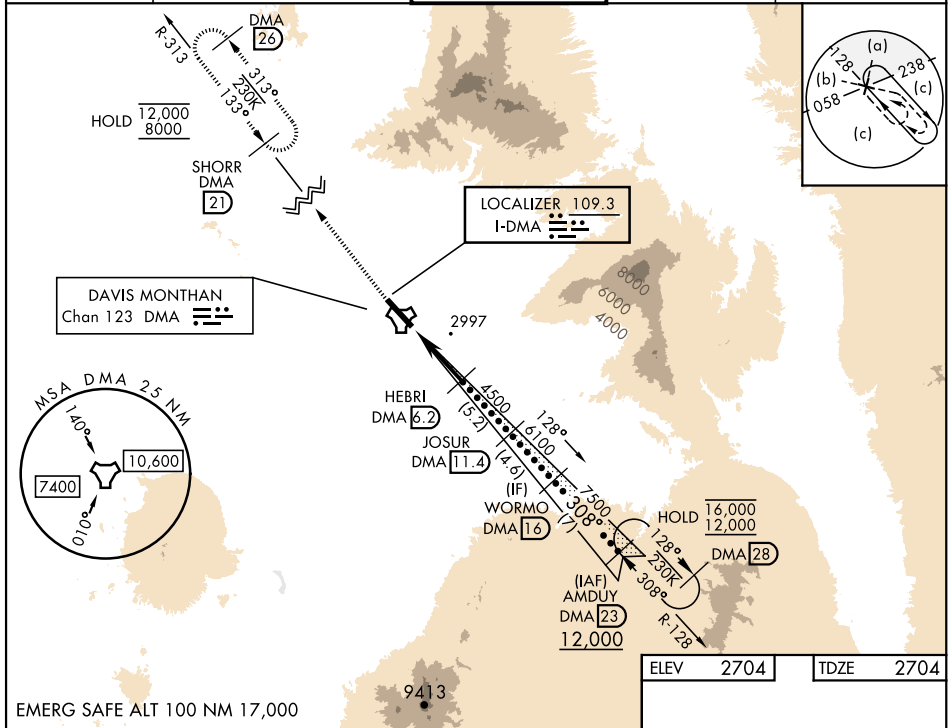 R-313
DMA
26
313°
230K
133°
HOLD 12,000
8000
SHORR
DMA
21
(a)
128
238
(b)
(c)
058
(c)
LOCALIZER 109.3
I-DMA
DAVIS MONTHAN
Chan 123 DMA
8000
6000
4000
2997
MSA DMA 25 NM
140°
10,600
7400
010°
HEBRI
DMA 6.2
4500
(5.2)
128°
6100
JOSUR
DMA 11.4
(4.6)
(IF)
WORMO
DMA 16
7500
308°
(7)
HOLD 16,000
12,000
128°
230K
DMA 28
308°
(IAF)
AMDUY
DMA 23
12,000
R-128
ELEV 2704
TDZE 2704
9413
EMERG SAFE ALT 100 NM 17,000